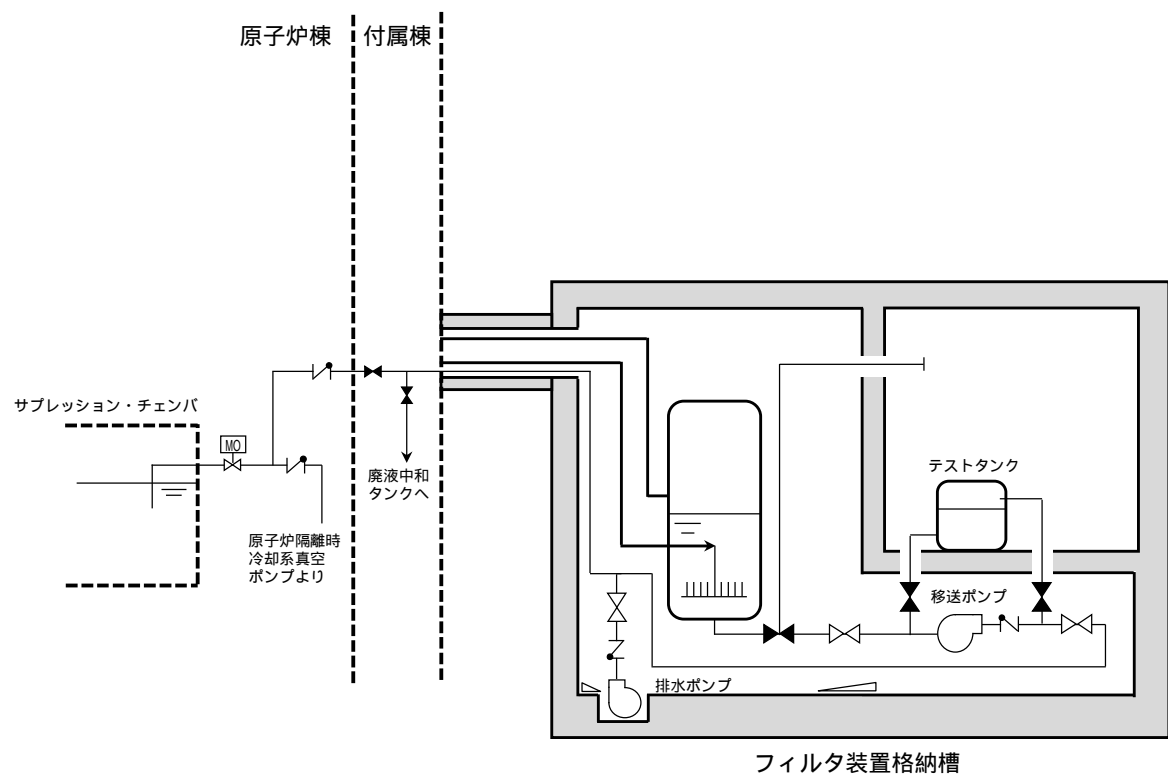 原子炉棟
付属棟
サプレッション・チェンバ
MO
廃液中和
タンクへ
原子炉隔離時
冷却系真空
ポンプより
テストタンク
移送ポンプ
排水ポンプ
フィルタ装置格納槽